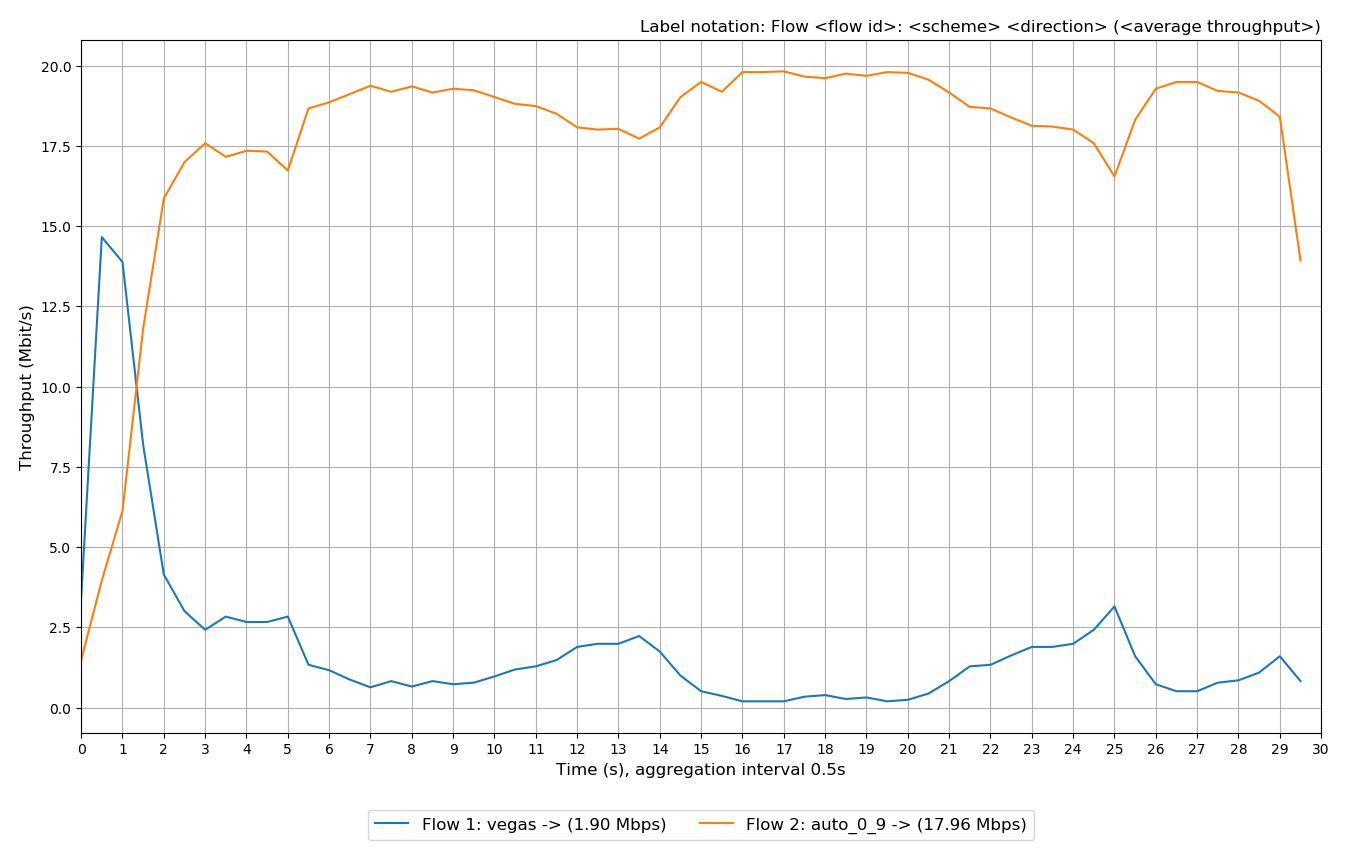 Label notation: Flow <flow id>: <scheme> <direction> (<average throughput>)
20.0
17.5
15.0
12.5
10.0
7.5
5.0
2.5
0.0
Throughput (Mbit/s)
0 1 2 3 4 5 6 7 8 9 10 11 12 13 14 15 16 17 18 19 20 21 22 23 24 25 26 27 28 29 30
Time (s), aggregation interval 0.5s
Flow 1: vegas -> (1.90 Mbps) Flow 2: auto_0_9 -> (17.96 Mbps)